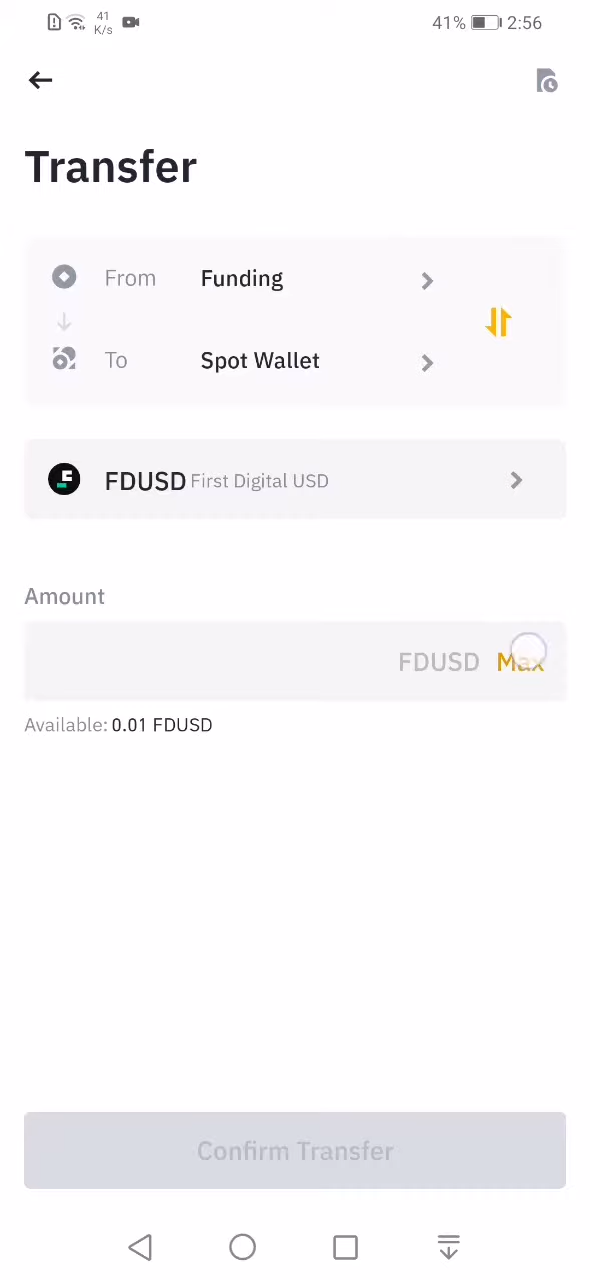 41 K/s 41% 2:56
Transfer
From Funding
To Spot Wallet
FDUSD First Digital USD
Amount
FDUSD Max
Available: 0.01 FDUSD
Confirm Transfer